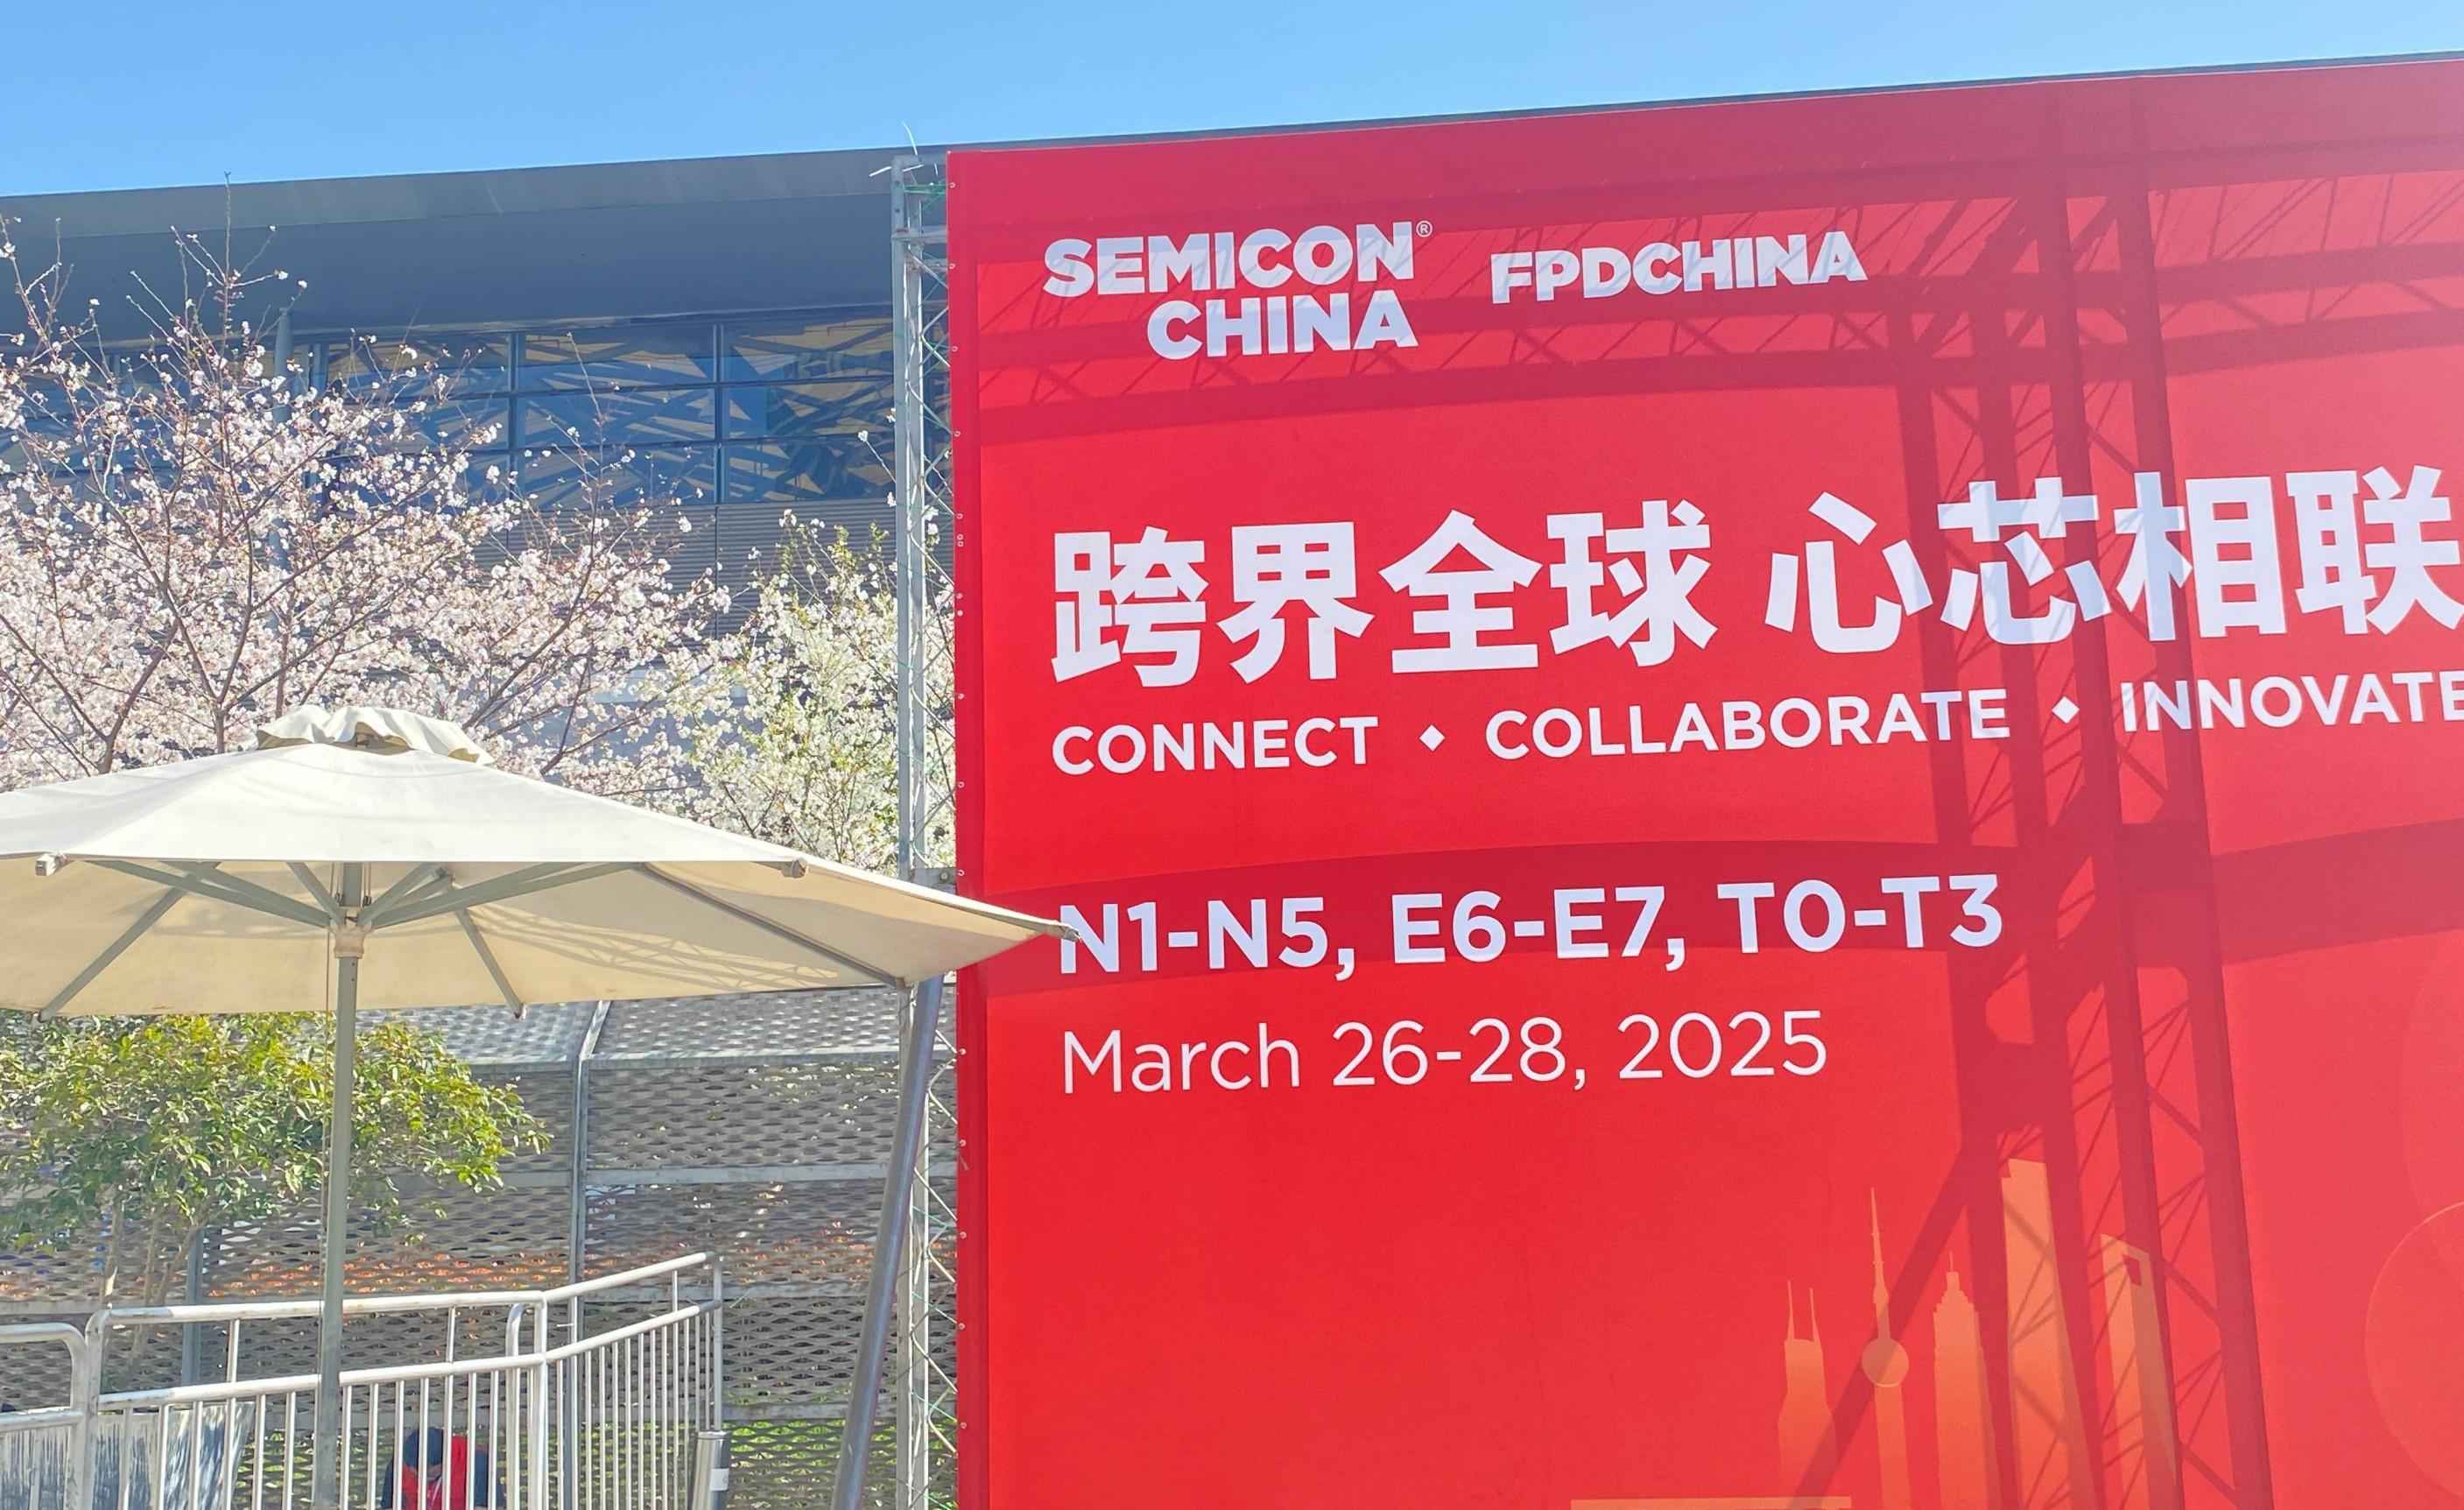 SEMICON®
CHINA
FPDCHINA
跨界全球 心芯相联
CONNECT ◆ COLLABORATE ◆ INNOVATE
N1-N5, E6-E7, T0-T3
March 26-28, 2025